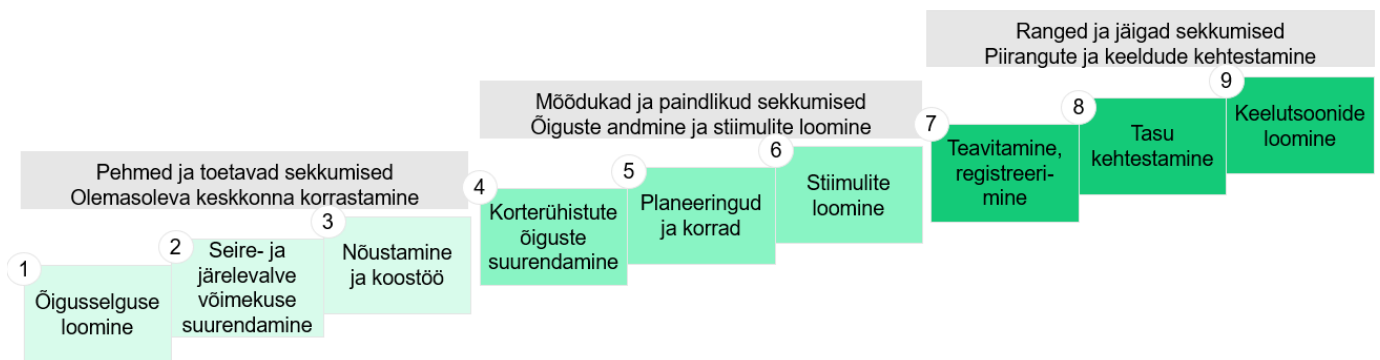 Pehmed ja toetavad sekkumised
Olemasoleva keskkonna korrastamine
1
Õigusselguse
loomine
2
Seire- ja
järelevalve
võimekuse
suurendamine
3
Nõustamine
ja koostöö
Mõõdukad ja paindlikud sekkumised
Õiguste andmine ja stiimulite loomine
4
Korterühistute
õiguste
suurendamine
5
Planeeringud
ja korrad
6
Stiimulite
loomine
Ranged ja jäigad sekkumised
Piirangute ja keeldude kehtestamine
7
Teavitamine,
registreeri-
mine
8
Tasu
kehtestamine
9
Keelutsoonide
loomine